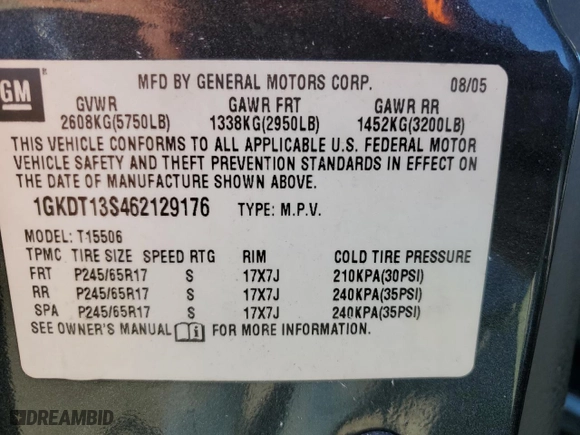 GM
MFD BY GENERAL MOTORS CORP. 08/05
GVWR GAWR FRT GAWR RR
2608KG(5750LB) 1338KG(2950LB) 1452KG(3200LB)
THIS VEHICLE CONFORMS TO ALL APPLICABLE U.S. FEDERAL MOTOR
VEHICLE SAFETY AND THEFT PREVENTION STANDARDS IN EFFECT ON
THE DATE OF MANUFACTURE SHOWN ABOVE.
1GKDT13S462129176 TYPE: M.P.V.
MODEL: T15506
TPMC TIRE SIZE SPEED RTG RIM COLD TIRE PRESSURE
FRT P245/65R17 S 17X7J 210KPA(30PSI)
RR P245/65R17 S 17X7J 240KPA(35PSI)
SPA P245/65R17 S 17X7J 240KPA(35PSI)
SEE OWNER'S MANUAL FOR MORE INFORMATION.
DREAMBID